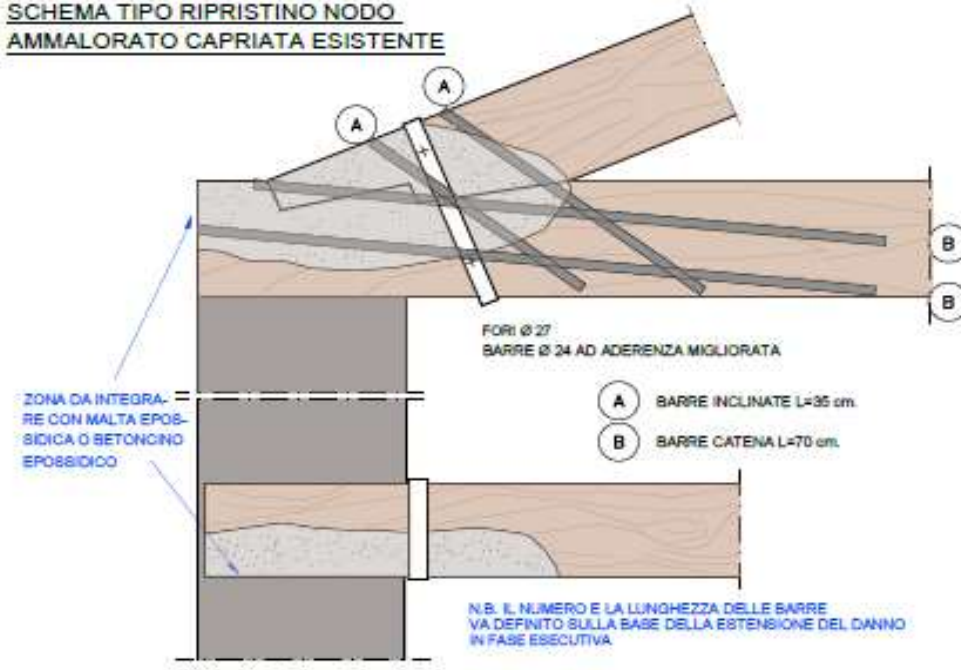 SCHEMA TIPO RIPRISTINO NODO
AMMALORATO CAPRIATA ESISTENTE
A
A
B
B
FORI Ø 27
BARRE Ø 24 AD ADERENZA MIGLIORATA
A BARRE INCLINATE L=35 cm.
B BARRE CATENA L=70 cm.
ZONA DA INTEGRA-
RE CON MALTA EPOS-
SIDICA O BETONCINO
EPOSSIDICO
N.B. IL NUMERO E LA LUNGHEZZA DELLE BARRE
VA DEFINITO SULLA BASE DELLA ESTENSIONE DEL DANNO
IN FASE ESECUTIVA